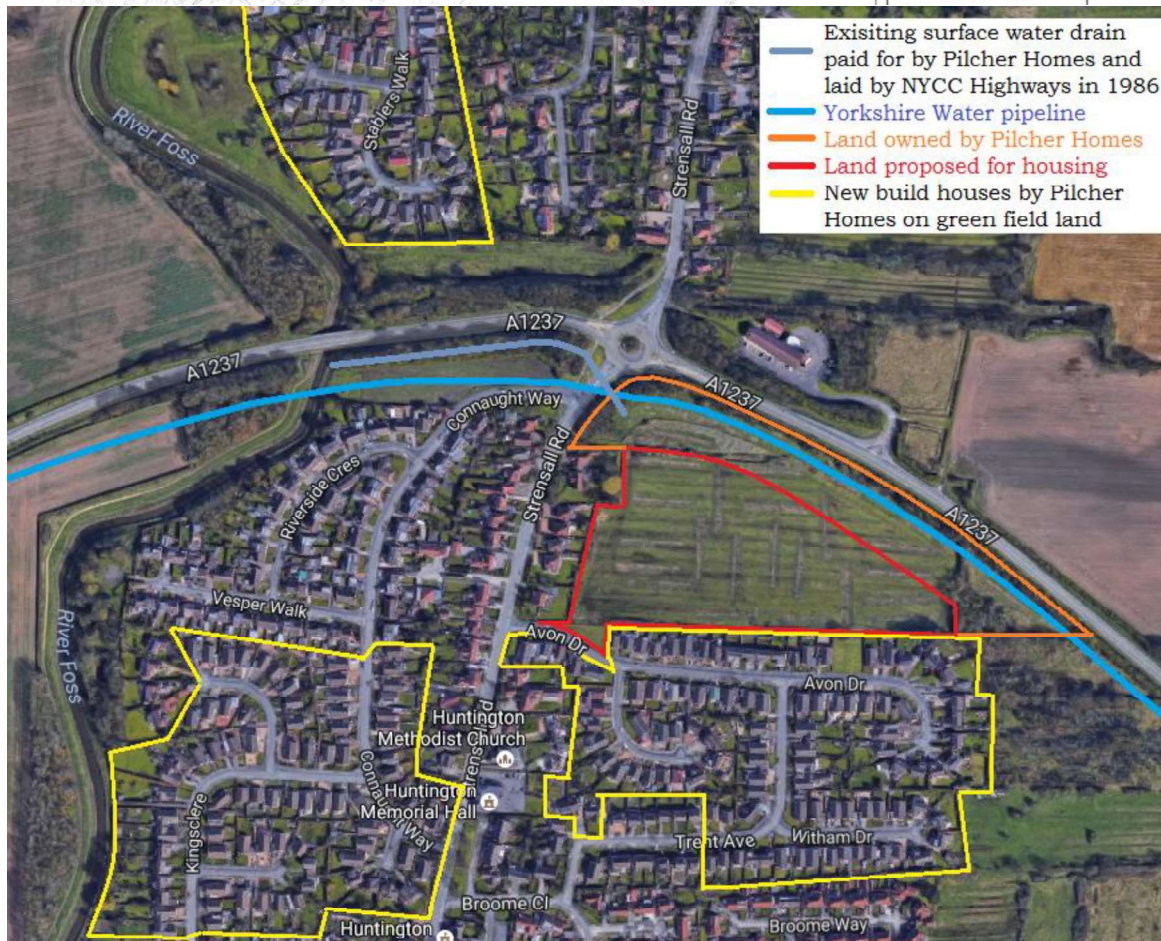 Exisiting surface water drain
paid for by Pilcher Homes and
laid by NYCC Highways in 1986
Yorkshire Water pipeline
Land owned by Pilcher Homes
Land proposed for housing
New build houses by Pilcher
Homes on green field land
Stablers Walk
River Foss
Strensall Rd
A1237
A1237
A1237
Connaught Way
Strensall Rd
Riverside Cres
A1237
Vesper Walk
River Foss
Avon Dr
Avon Dr
Huntington
Methodist Church
Strensall Rd
Connaught Way
Huntington
Memorial Hall
Kingsclere
Trent Ave
Witham Dr
Broome Cl
Broome Way
Huntington